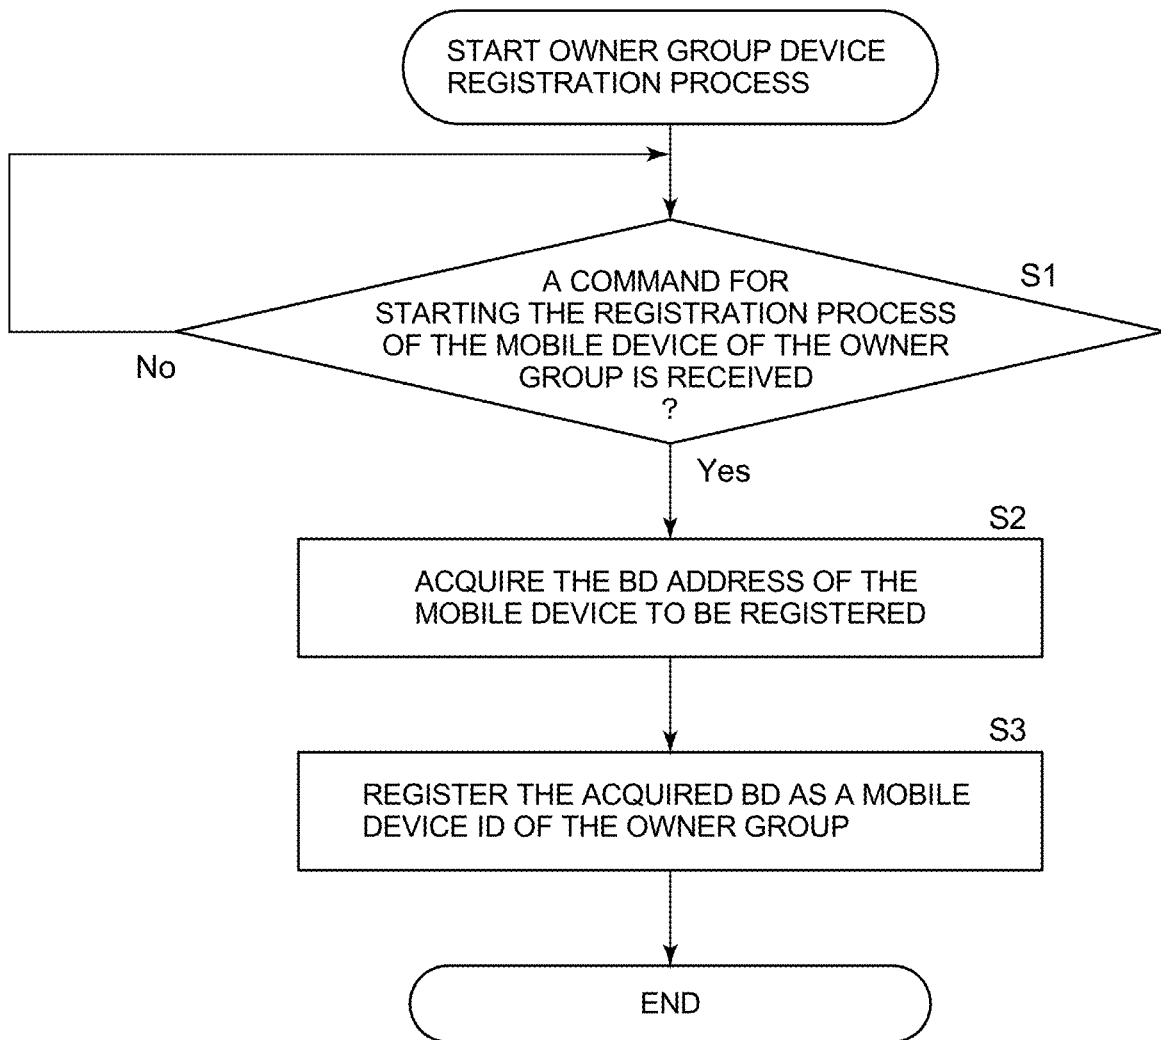 START OWNER GROUP DEVICE
REGISTRATION PROCESS
S1
A COMMAND FOR
STARTING THE REGISTRATION PROCESS
OF THE MOBILE DEVICE OF THE OWNER
GROUP IS RECEIVED
?
No
Yes
S2
ACQUIRE THE BD ADDRESS OF THE
MOBILE DEVICE TO BE REGISTERED
S3
REGISTER THE ACQUIRED BD AS A MOBILE
DEVICE ID OF THE OWNER GROUP
END